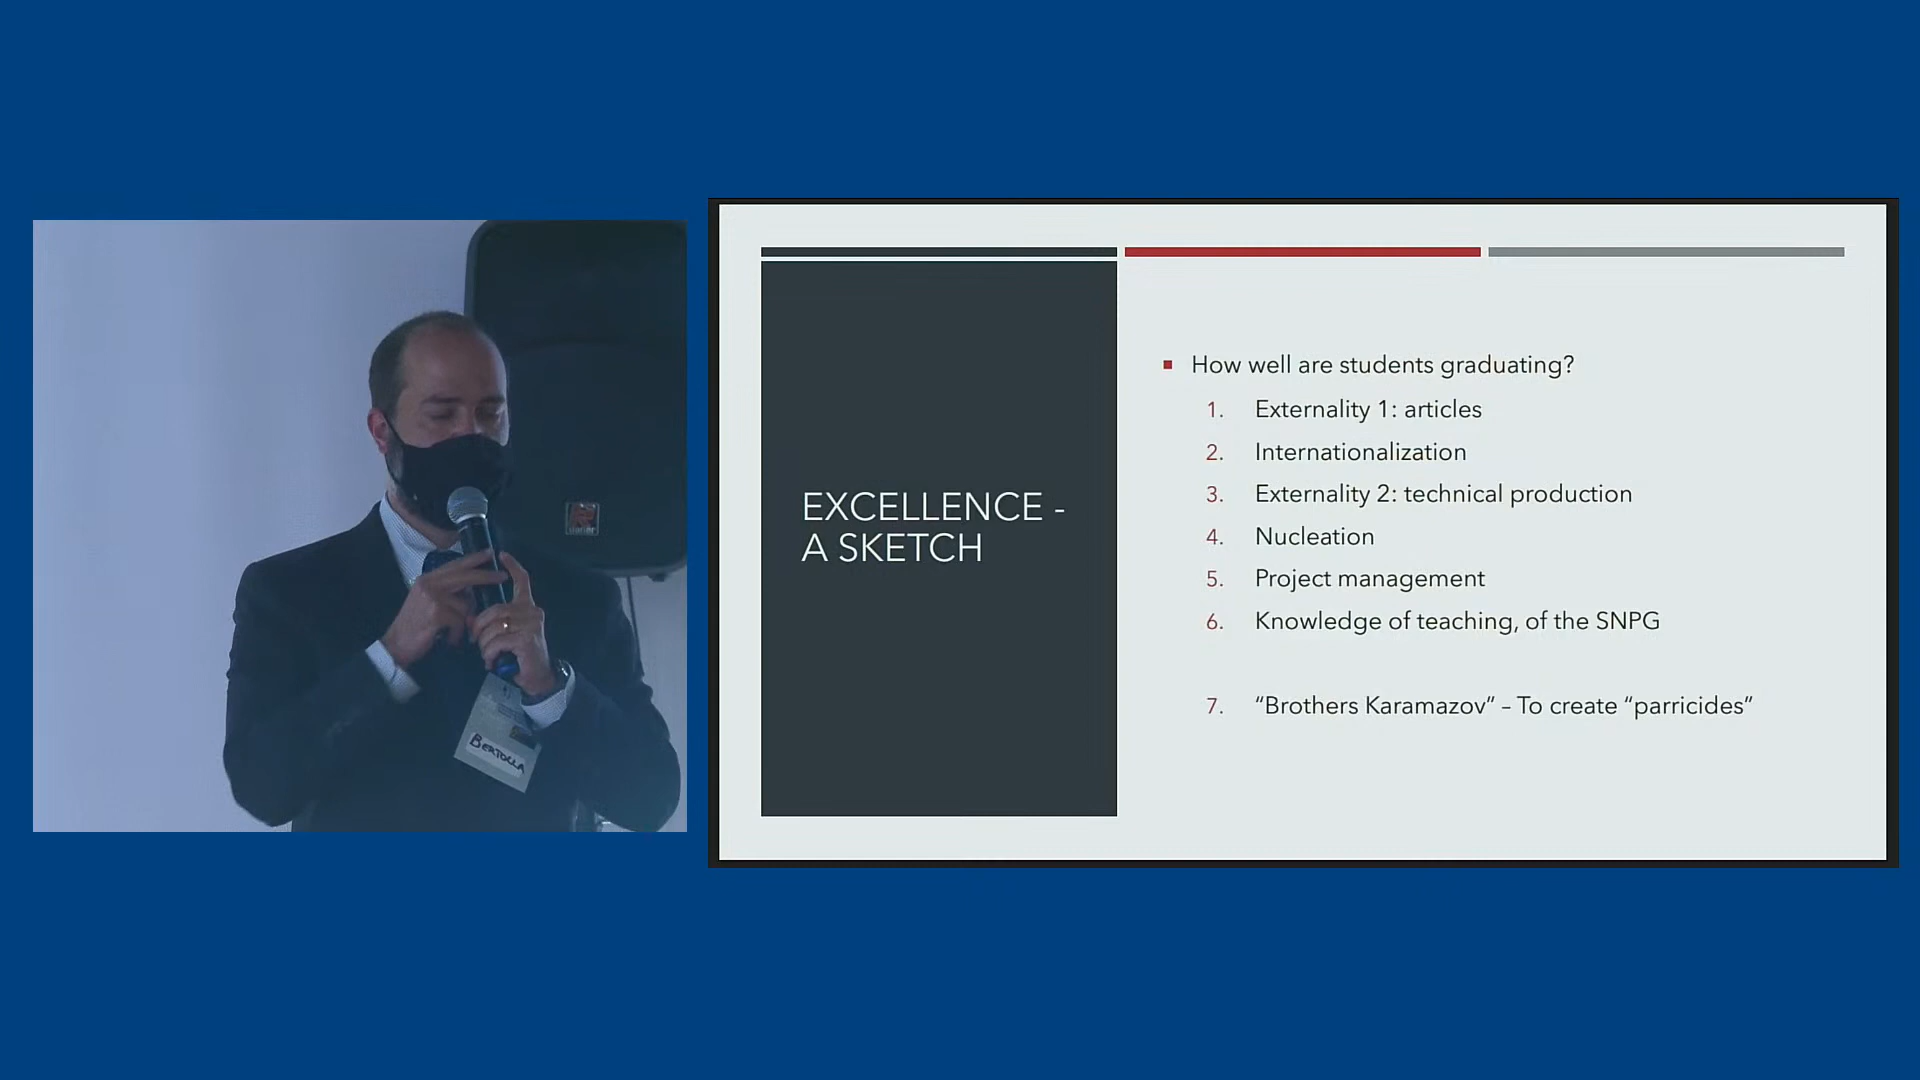 BERTOLLA
EXCELLENCE -
A SKETCH
▪ How well are students graduating?
1. Externality 1: articles
2. Internationalization
3. Externality 2: technical production
4. Nucleation
5. Project management
6. Knowledge of teaching, of the SNPG
7. “Brothers Karamazov” – To create “parricides”